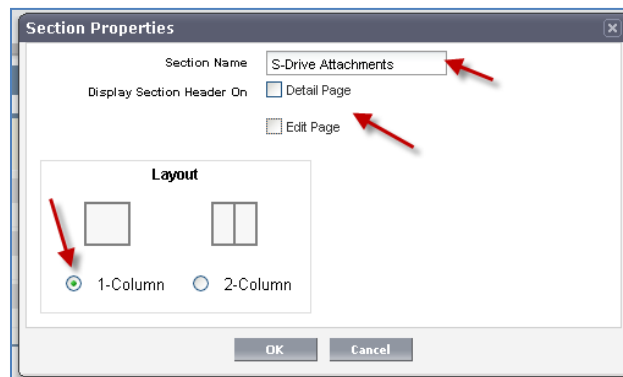 Section Properties
Section Name S-Drive Attachments
Display Section Header On Detail Page
Edit Page
Layout
1-Column 2-Column
OK Cancel